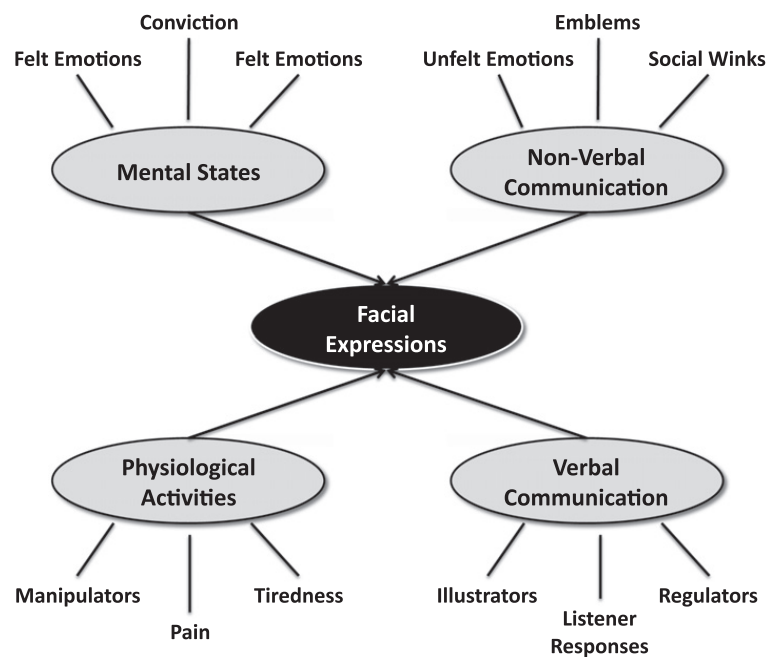 Conviction
Felt Emotions
Felt Emotions
Mental States
Emblems
Unfelt Emotions
Social Winks
Non-Verbal
Communication
Facial
Expressions
Physiological
Activities
Manipulators
Pain
Tiredness
Verbal
Communication
Illustrators
Listener
Responses
Regulators